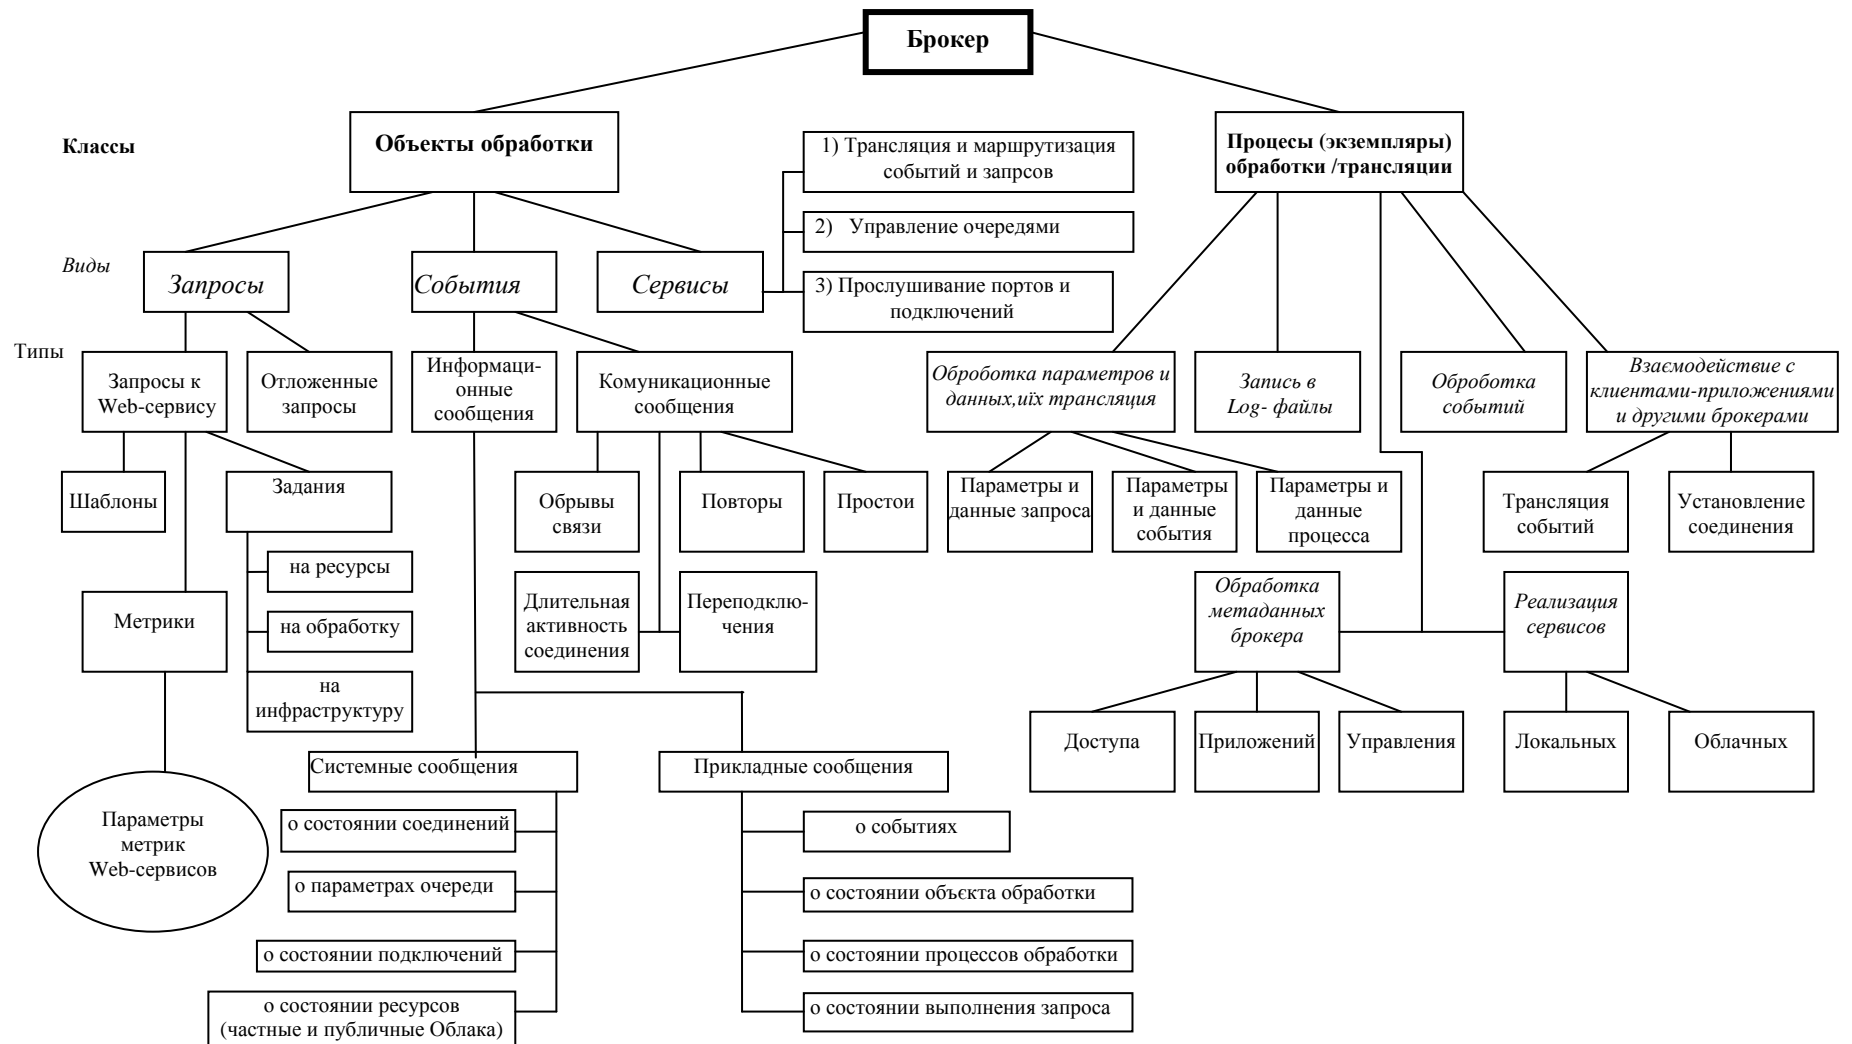 Брокер
Классы
Объекты обработки
1) Трансляция и маршрутизация
событий и запрсов
Процесы (экземпляры)
обработки /трансляции
2) Управление очередями
Виды
Запросы
События
Сервисы
3) Прослушивание портов и
подключений
Типы
Запросы к
Web-сервису
Отложенные
запросы
Информаци-
онные
сообщения
Комуникационные
сообщения
Оброботка параметров и
данных,иїх трансляция
Запись в
Log- файлы
Оброботка
событий
Взаємодействие с
клиентами-приложениями
и другими брокерами
Шаблоны
Задания
Обрывы
связи
Повторы
Простои
Параметры и
данные запроса
Параметры
и данные
события
Параметры и
данные
процесса
Трансляция
событий
Установление
соединения
на ресурсы
на обработку
на
инфраструктуру
Метрики
Длительная
активность
соединения
Переподклю-
чения
Обработка
метаданных
брокера
Реализация
сервисов
Доступа
Приложений
Управления
Локальных
Облачных
Системные сообщения
Прикладные сообщения
Параметры
метрик
Web-сервисов
о состоянии соединений
о параметрах очереди
о состоянии подключений
о состоянии ресурсов
(частные и публичные Облака)
о событиях
о состоянии объєкта обработки
о состоянии процессов обработки
о состоянии выполнения запроса